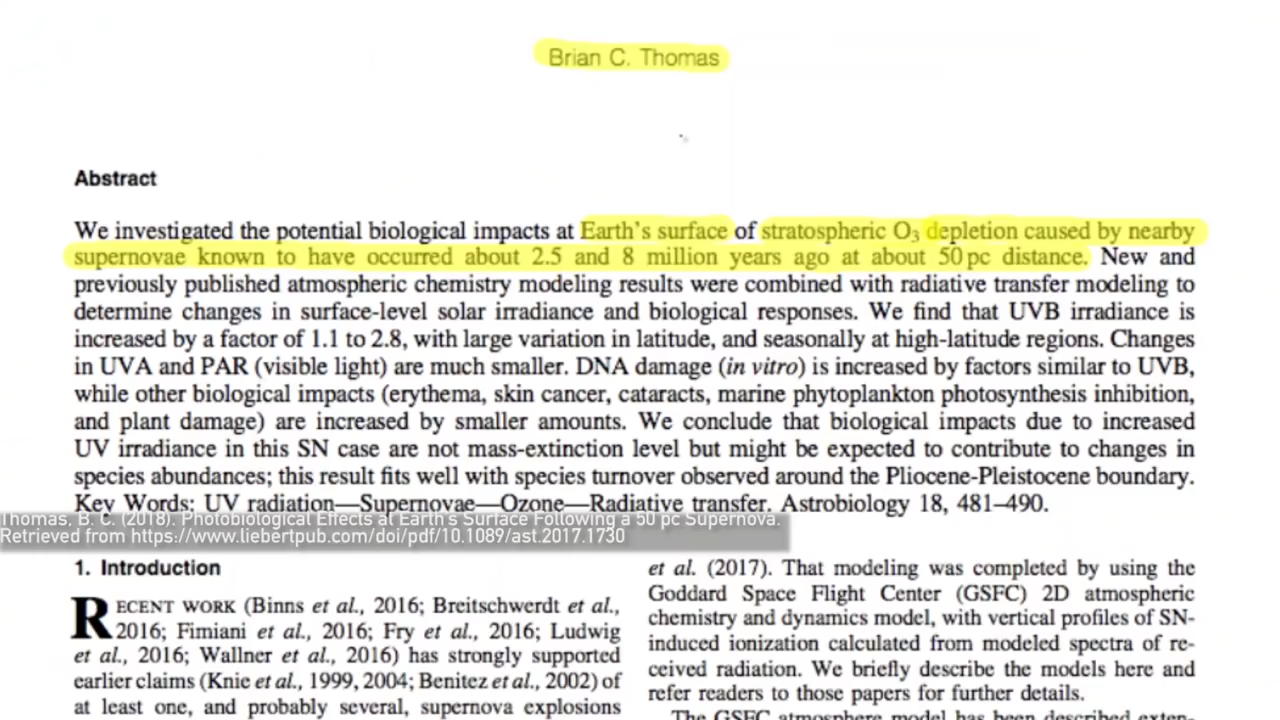 Brian C. Thomas
Abstract
We investigated the potential biological impacts at Earth's surface of stratospheric O₃ depletion caused by nearby
supernovae known to have occurred about 2.5 and 8 million years ago at about 50 pc distance. New and
previously published atmospheric chemistry modeling results were combined with radiative transfer modeling to
determine changes in surface-level solar irradiance and biological responses. We find that UVB irradiance is
increased by a factor of 1.1 to 2.8, with large variation in latitude, and seasonally at high-latitude regions. Changes
in UVA and PAR (visible light) are much smaller. DNA damage (in vitro) is increased by factors similar to UVB,
while other biological impacts (erythema, skin cancer, cataracts, marine phytoplankton photosynthesis inhibition,
and plant damage) are increased by smaller amounts. We conclude that biological impacts due to increased
UV irradiance in this SN case are not mass-extinction level but might be expected to contribute to changes in
species abundances; this result fits well with species turnover observed around the Pliocene-Pleistocene boundary.
Key Words: UV radiation—Supernovae—Ozone—Radiative transfer. Astrobiology 18, 481–490.
Thomas, B. C. (2018). Photobiological Effects at Earth's Surface Following a 50 pc Supernova.
Retrieved from https://www.liebertpub.com/doi/pdf/10.1089/ast.2017.1730
1. Introduction
RECENT WORK (Binns et al., 2016; Breitschwerdt et al.,
2016; Fimiani et al., 2016; Fry et al., 2016; Ludwig
et al., 2016; Wallner et al., 2016) has strongly supported
earlier claims (Knie et al., 1999, 2004; Benitez et al., 2002) of
at least one, and probably several, supernova explosions
et al. (2017). That modeling was completed by using the
Goddard Space Flight Center (GSFC) 2D atmospheric
chemistry and dynamics model, with vertical profiles of SN-
induced ionization calculated from modeled spectra of re-
ceived radiation. We briefly describe the models here and
refer readers to those papers for further details.
The GSFC atmosphere model has been described exten-